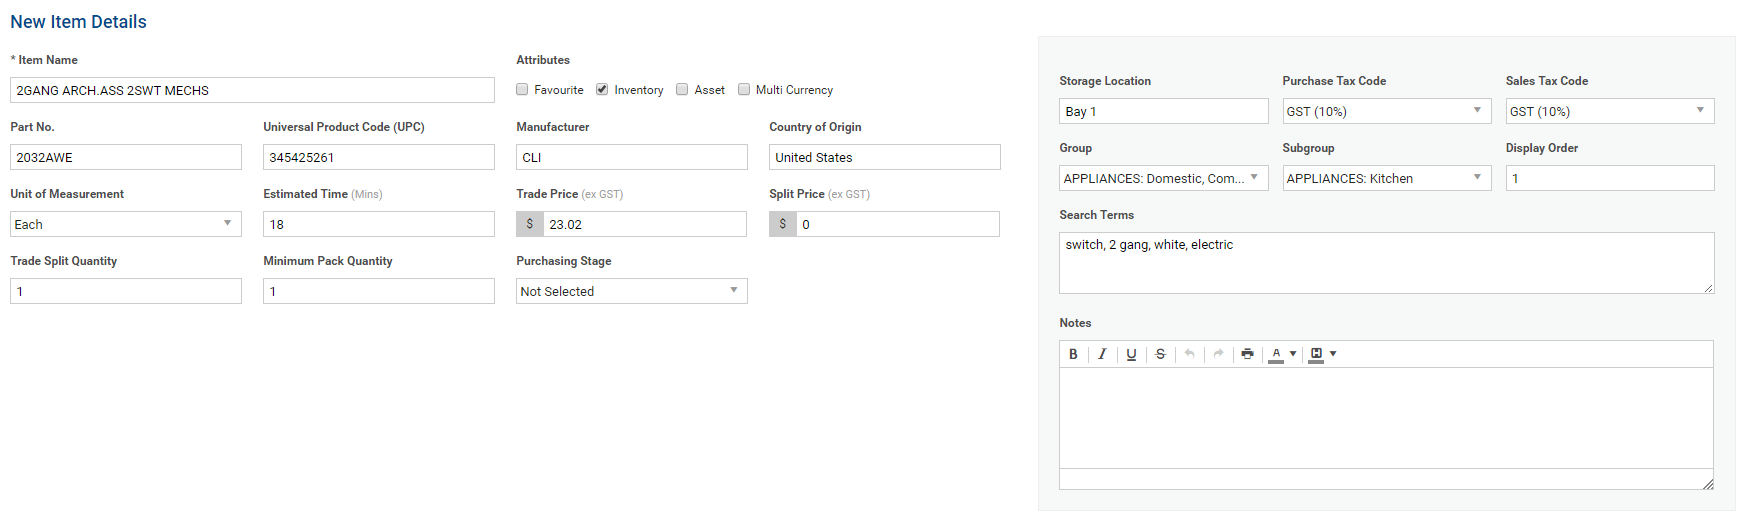 New Item Details
* Item Name
Attributes
2GANG ARCH.ASS 2SWT MECHS
Favourite Inventory Asset Multi Currency
Part No. Universal Product Code (UPC) Manufacturer Country of Origin
2032AWE 345425261 CLI United States
Unit of Measurement Estimated Time (Mins) Trade Price (ex GST) Split Price (ex GST)
Each 18 $ 23.02 $ 0
Trade Split Quantity Minimum Pack Quantity Purchasing Stage
1 1 Not Selected
Storage Location Purchase Tax Code Sales Tax Code
Bay 1 GST (10%) GST (10%)
Group Subgroup Display Order
APPLIANCES: Domestic, Com... APPLIANCES: Kitchen 1
Search Terms
switch, 2 gang, white, electric
Notes
B I U S A H